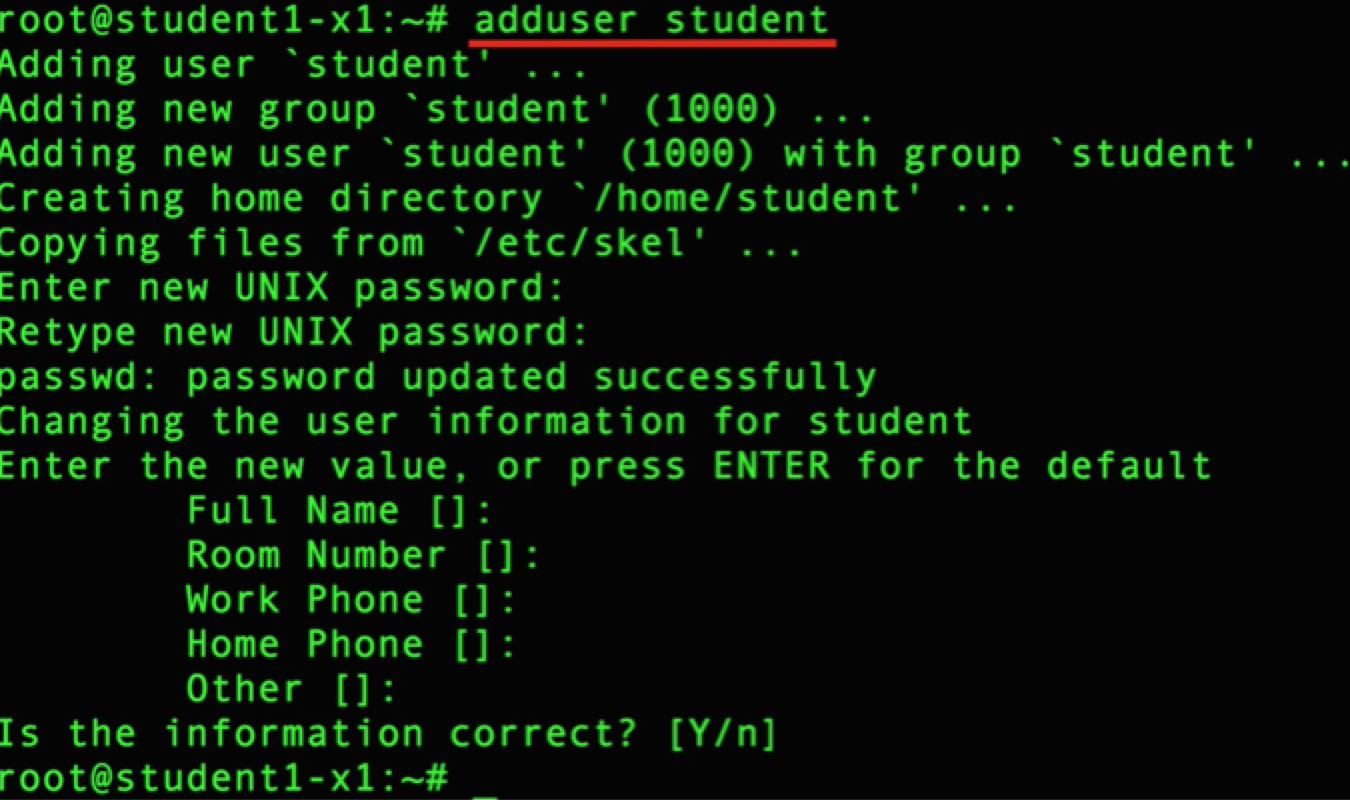 root@student1-x1:~# adduser student
Adding user `student' ...
Adding new group `student' (1000) ...
Adding new user `student' (1000) with group `student' ...
Creating home directory `/home/student' ...
Copying files from `/etc/skel' ...
Enter new UNIX password:
Retype new UNIX password:
passwd: password updated successfully
Changing the user information for student
Enter the new value, or press ENTER for the default
Full Name []:
Room Number []:
Work Phone []:
Home Phone []:
Other []:
Is the information correct? [Y/n]
root@student1-x1:~#